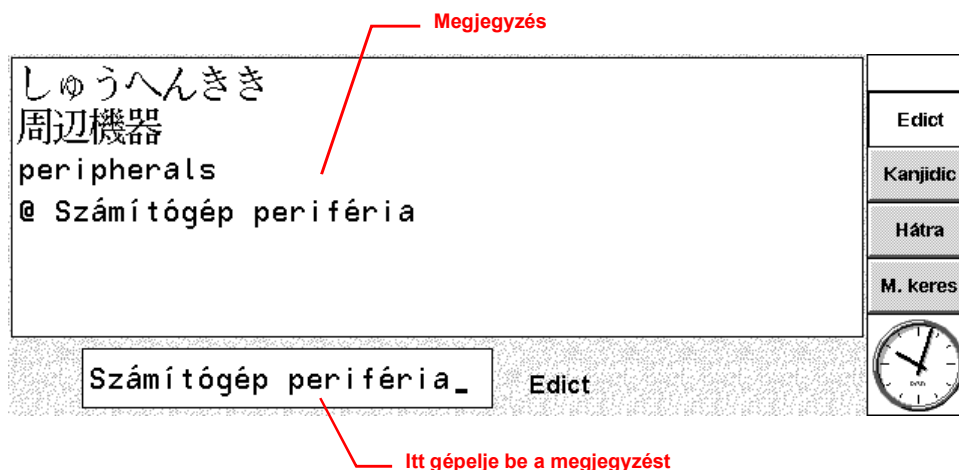 Megjegyzés
しゅうへんきき
周辺機器
peripherals
@ Számítógép periféria
Edict
Kanjidic
Hátra
M. keres
Számítógép periféria_
Edict
Itt gépelje be a megjegyzést